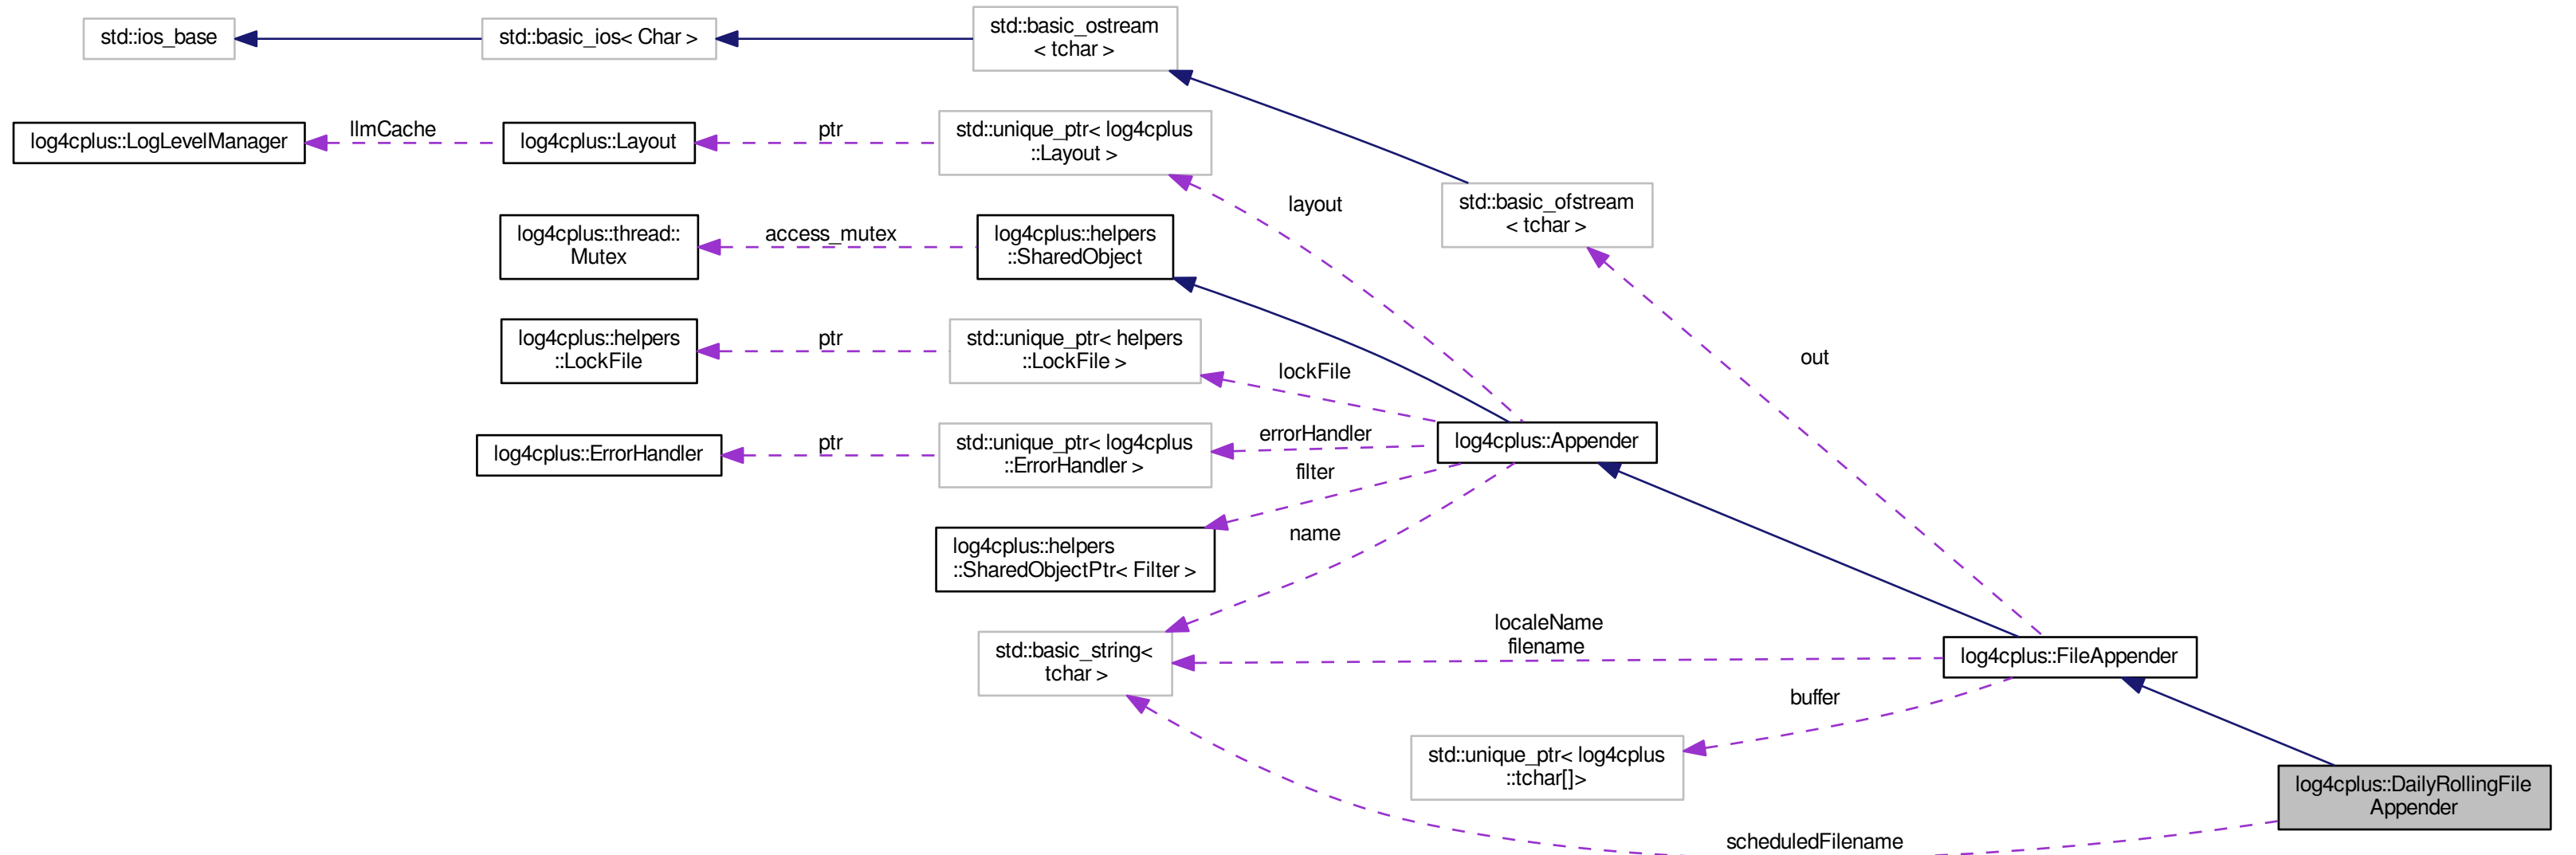 std::ios_base
std::basic_ios< Char >
std::basic_ostream
< tchar >
log4cplus::LogLevelManager
llmCache
log4cplus::Layout
ptr
std::unique_ptr< log4cplus
::Layout >
layout
std::basic_ofstream
< tchar >
log4cplus::thread::
Mutex
access_mutex
log4cplus::helpers
::SharedObject
log4cplus::helpers
::LockFile
ptr
std::unique_ptr< helpers
::LockFile >
lockFile
out
log4cplus::ErrorHandler
ptr
std::unique_ptr< log4cplus
::ErrorHandler >
errorHandler
log4cplus::Appender
filter
log4cplus::helpers
::SharedObjectPtr< Filter >
name
std::basic_string<
tchar >
localeName
filename
log4cplus::FileAppender
buffer
std::unique_ptr< log4cplus
::tchar[]>
log4cplus::DailyRollingFile
Appender
scheduledFilename